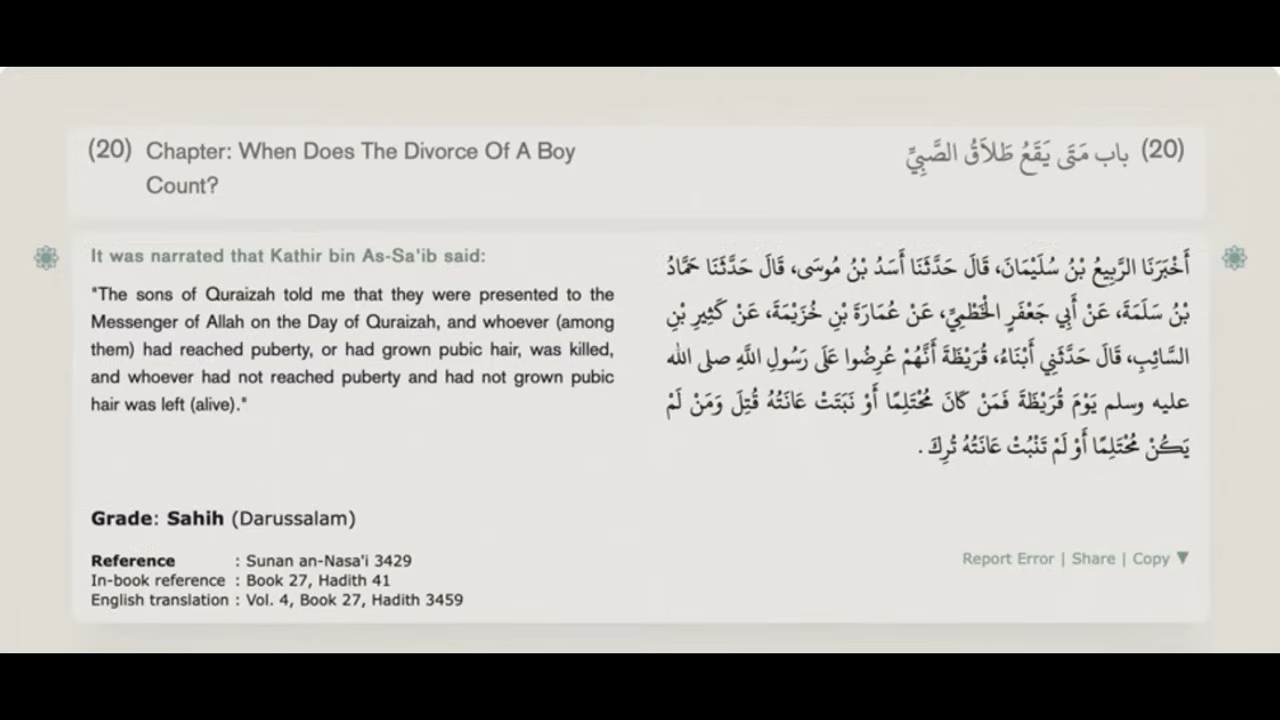 (20) Chapter: When Does The Divorce Of A Boy
Count?
(20) باب مَتَى يَقَعُ طَلاَقُ الصَّبِيِّ
It was narrated that Kathir bin As-Sa'ib said:
"The sons of Quraizah told me that they were presented to the
Messenger of Allah on the Day of Quraizah, and whoever (among
them) had reached puberty, or had grown pubic hair, was killed,
and whoever had not reached puberty and had not grown pubic
hair was left (alive)."
أَخْبَرَنَا الرَّبِيعُ بْنُ سُلَيْمَانَ، قَالَ حَدَّثَنَا أَسَدُ بْنُ مُوسَى، قَالَ حَدَّثَنَا حَمَّادُ
بْنُ سَلَمَةَ، عَنْ أَبِي جَعْفَرٍ الْخَطْمِيِّ، عَنْ عُمَارَةَ بْنِ خُزَيْمَةَ، عَنْ كَثِيرِ بْنِ
السَّائِبِ، قَالَ حَدَّثَنِي أَبْنَاءُ، قُرَيْظَةَ أَنَّهُمْ عُرِضُوا عَلَى رَسُولِ اللَّهِ صلى الله
عليه وسلم يَوْمَ قُرَيْظَةَ فَمَنْ كَانَ مُحْتَلِمًا أَوْ نَبَتَتْ عَانَتُهُ قُتِلَ وَمَنْ لَمْ
يَكُنْ مُحْتَلِمًا أَوْ لَمْ تَنْبُتْ عَانَتُهُ تُرِكَ .
Grade: Sahih (Darussalam)
Reference : Sunan an-Nasa'i 3429
In-book reference : Book 27, Hadith 41
English translation : Vol. 4, Book 27, Hadith 3459
Report Error | Share | Copy ▼